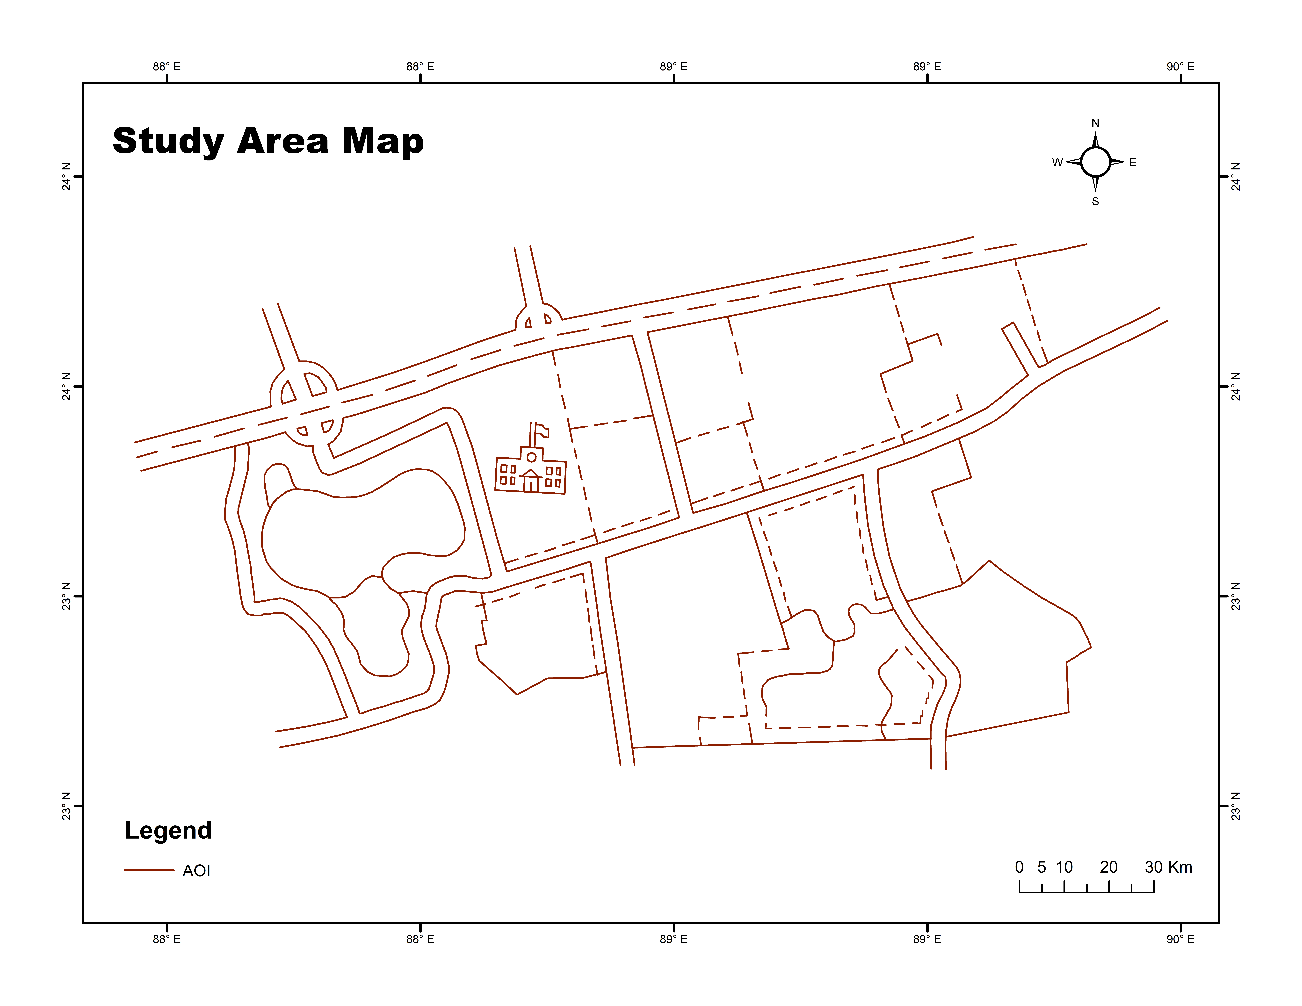 88° E 88° E 89° E 89° E 90° E
Study Area Map
N
W E
S
24° N 24° N
24° N 24° N
23° N 23° N
23° N 23° N
Legend
AOI
0 5 10 20 30 Km
88° E 88° E 89° E 89° E 90° E